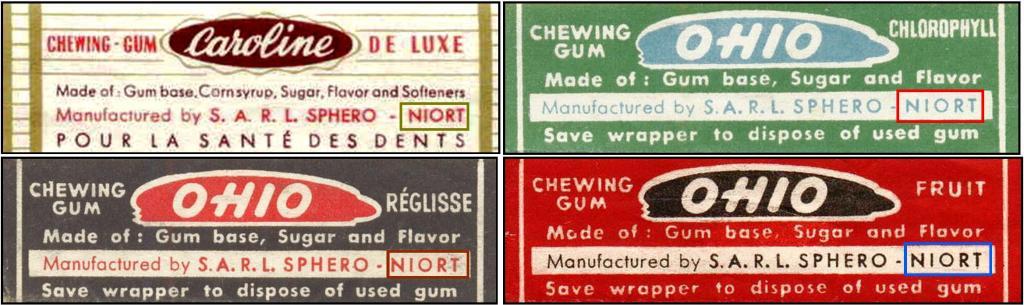 CHEWING-GUM Caroline DE LUXE
Made of: Gum base, Corn syrup, Sugar, Flavor and Softeners
Manufactured by S. A. R. L. SPHERO - NIORT
POUR LA SANTÉ DES DENTS
CHEWING GUM OHIO CHLOROPHYLL
Made of: Gum base, Sugar and Flavor
Manufactured by S.A.R.L. SPHERO - NIORT
Save wrapper to dispose of used gum
CHEWING GUM OHIO RÉGLISSE
Made of: Gum base, Sugar and Flavor
Manufactured by S.A.R.L. SPHERO - NIORT
Save wrapper to dispose of used gum
CHEWING GUM OHIO FRUIT
Made of: Gum base, Sugar and Flavor
Manufactured by S.A.R.L. SPHERO - NIORT
Save wrapper to dispose of used gum